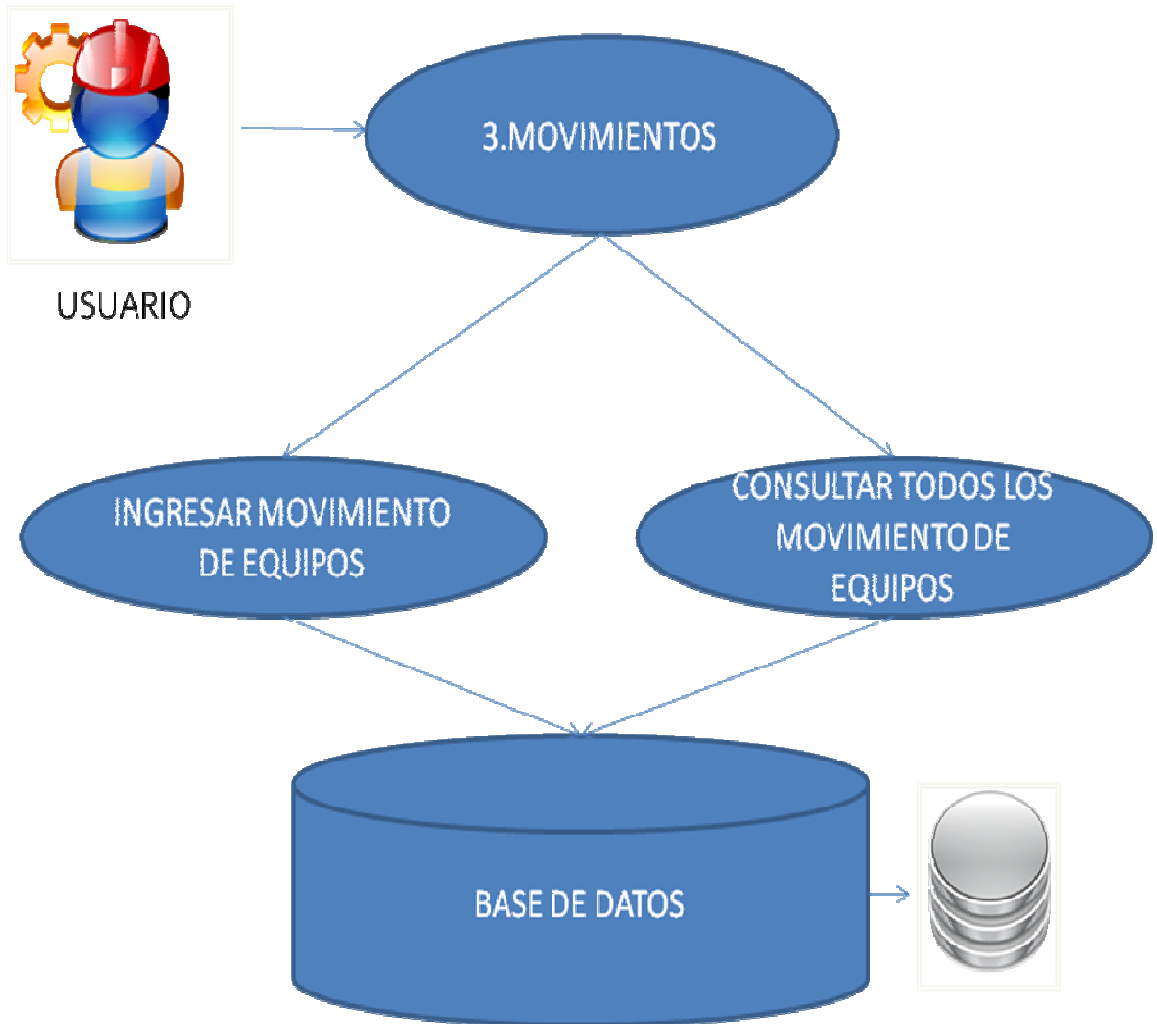 3.MOVIMIENTOS
USUARIO
INGRESAR MOVIMIENTO
DE EQUIPOS
CONSULTAR TODOS LOS
MOVIMIENTO DE
EQUIPOS
BASE DE DATOS